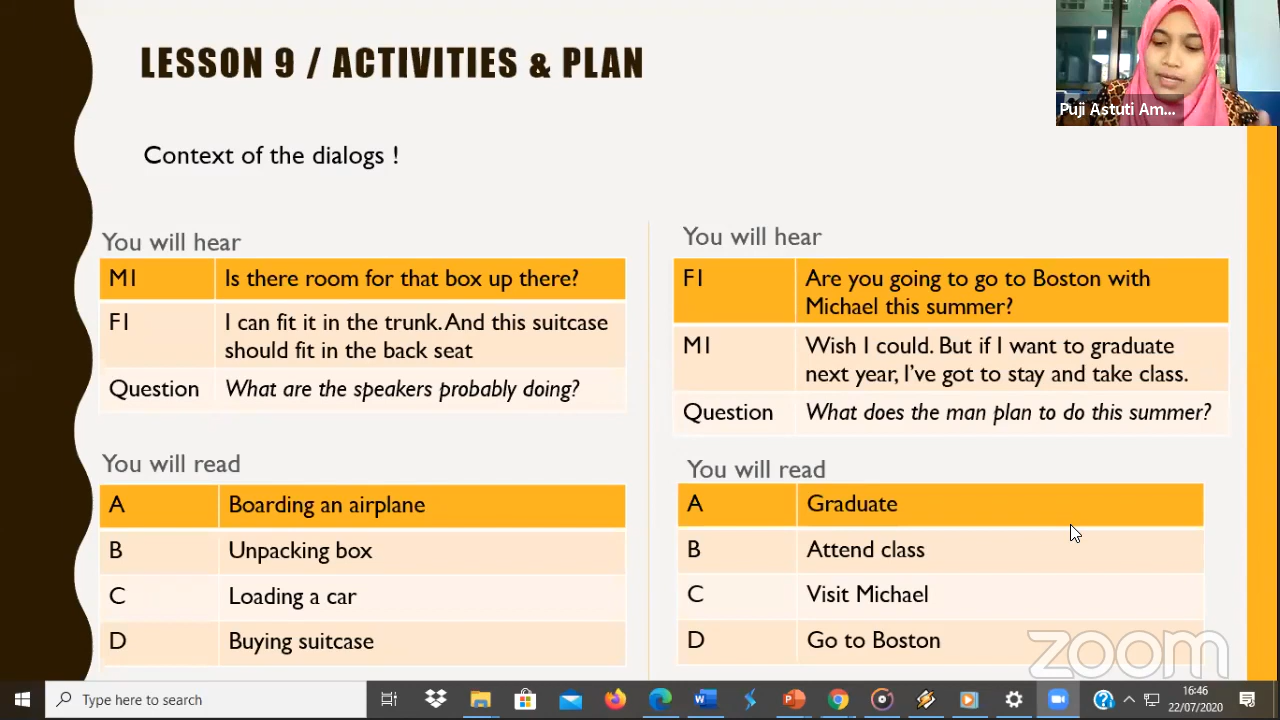 LESSON 9 / ACTIVITIES & PLAN
Puji Astuti Am...
Context of the dialogs !
You will hear
M1 Is there room for that box up there?
F1 I can fit it in the trunk. And this suitcase
should fit in the back seat
Question What are the speakers probably doing?
You will read
A Boarding an airplane
B Unpacking box
C Loading a car
D Buying suitcase
You will hear
F1 Are you going to go to Boston with
Michael this summer?
M1 Wish I could. But if I want to graduate
next year, I've got to stay and take class.
Question What does the man plan to do this summer?
You will read
A Graduate
B Attend class
C Visit Michael
D Go to Boston
zoom
Type here to search
16:46
22/07/2020